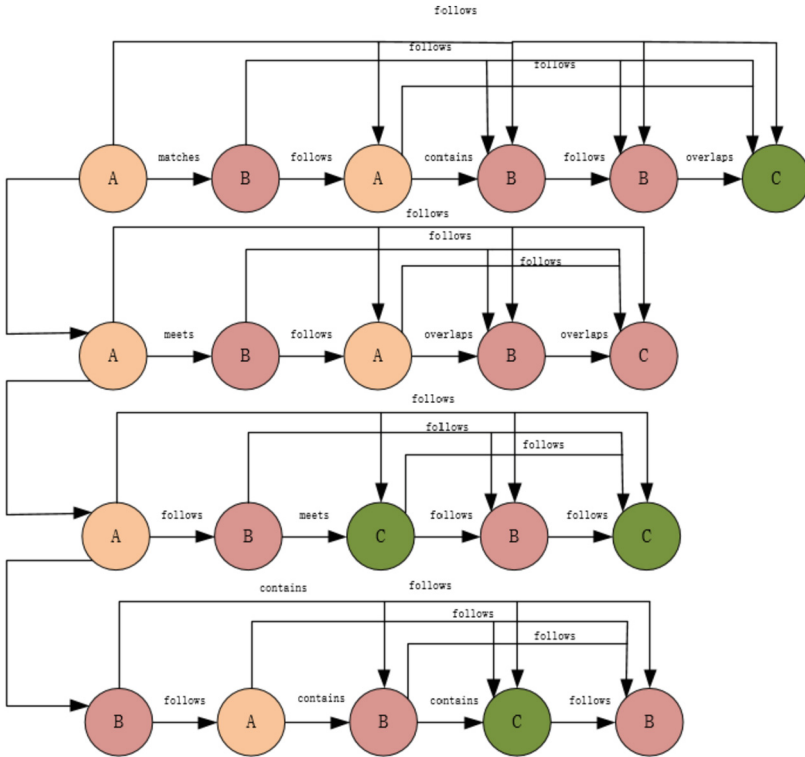 follows
follows
follows
matches follows contains follows overlaps
A B A B B C
follows
follows
follows
meets follows overlaps overlaps
A B A B C
follows
follows
follows
follows meets follows follows
A B C B C
contains follows
follows
follows
follows contains contains follows
B A B C B